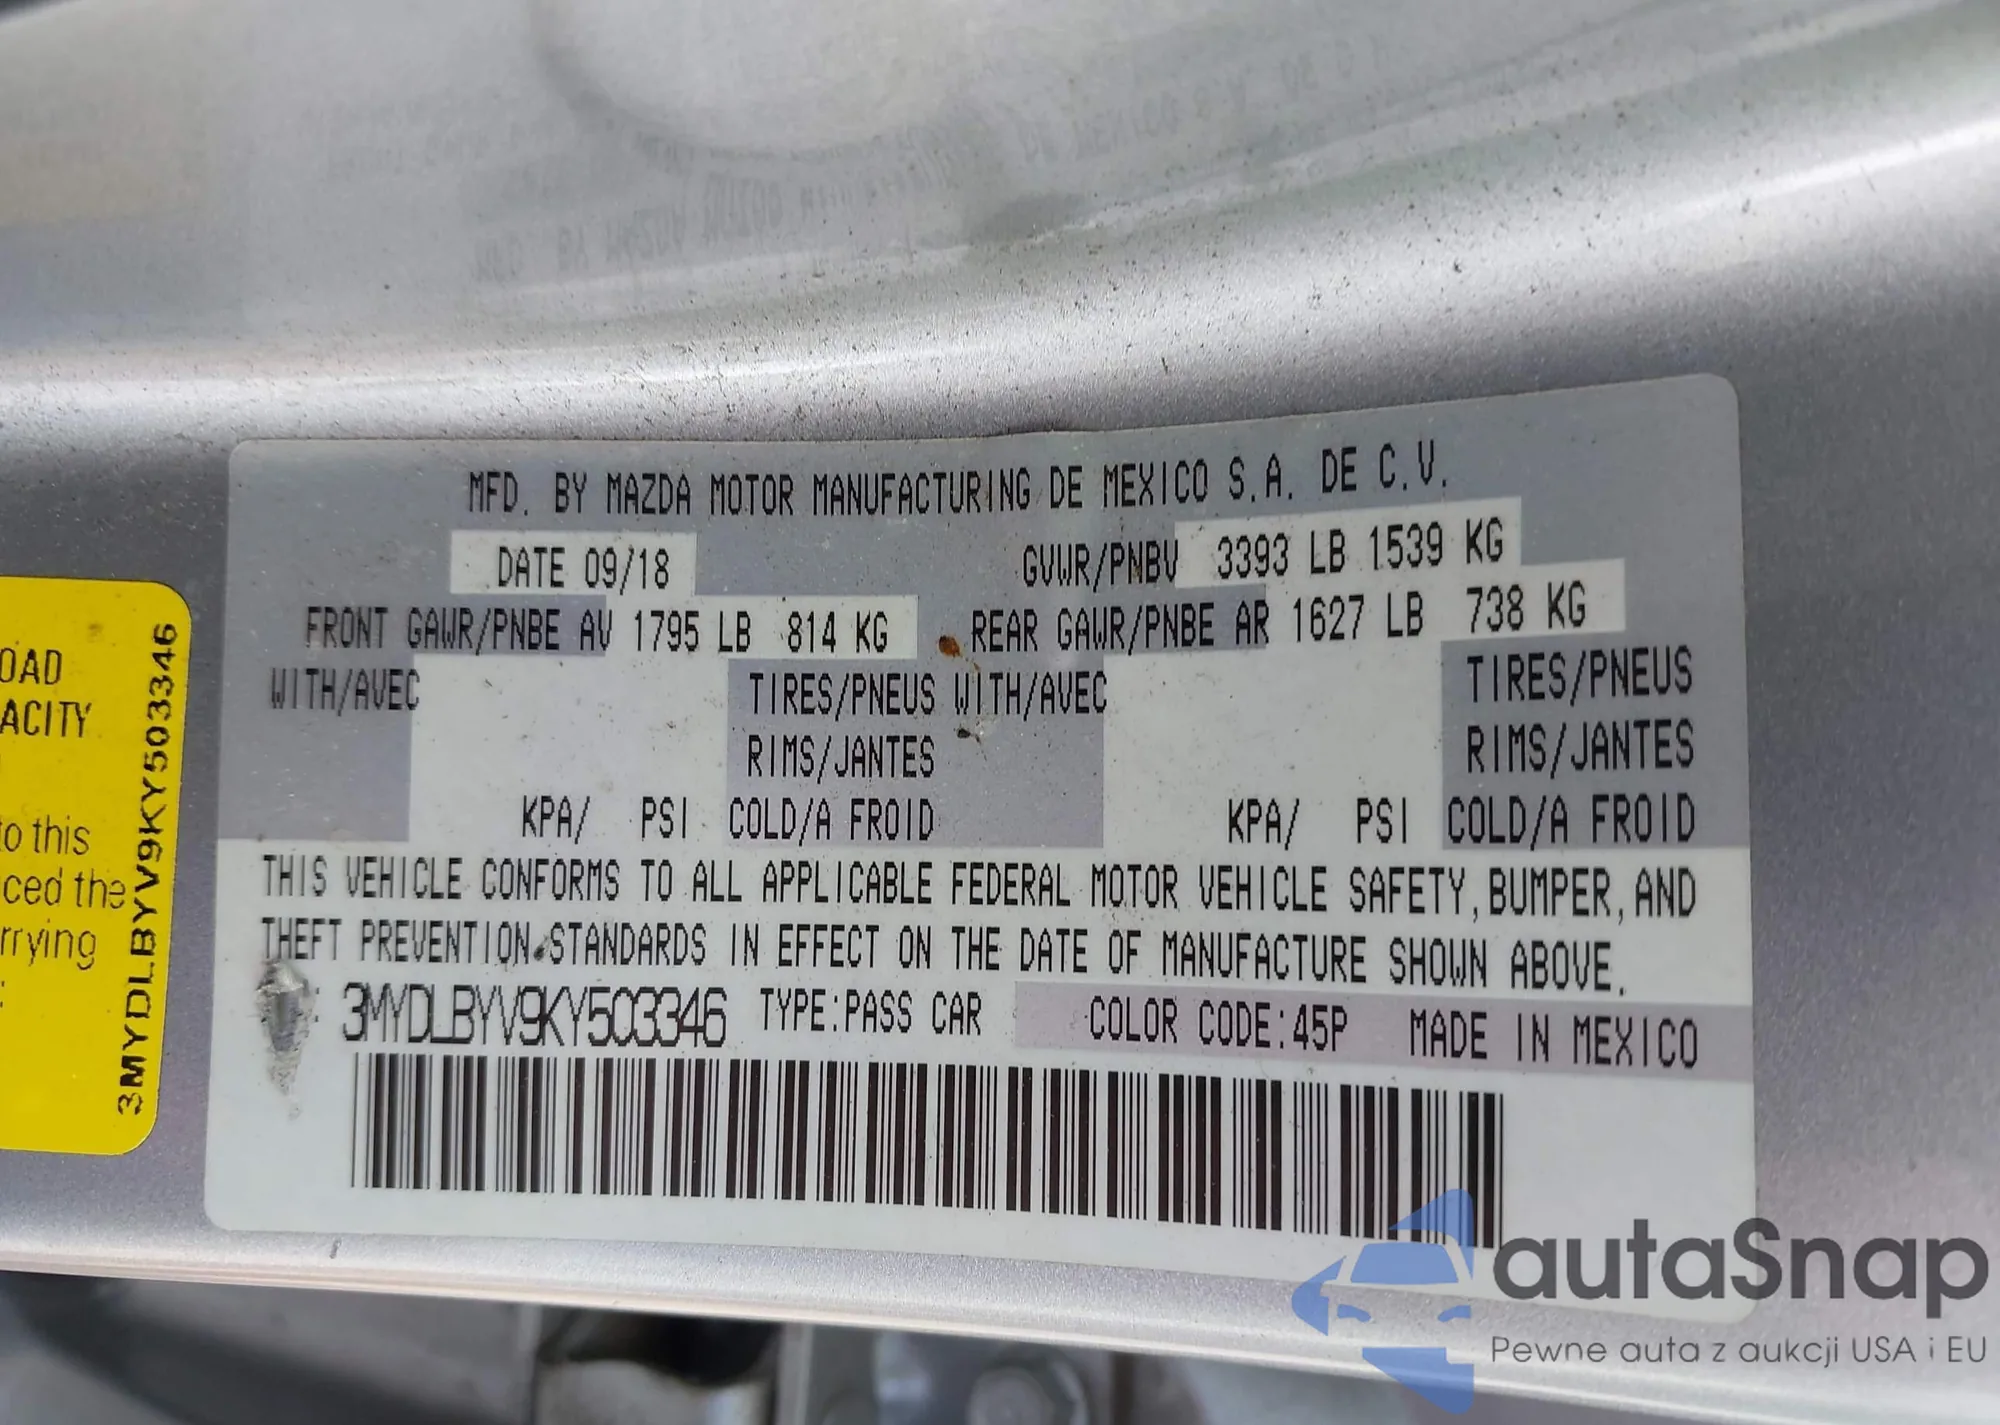 MFD. BY MAZDA MOTOR MANUFACTURING DE MEXICO S.A. DE C.V.
DATE 09/18 GVWR/PNBV 3393 LB 1539 KG
FRONT GAWR/PNBE AV 1795 LB 814 KG REAR GAWR/PNBE AR 1627 LB 738 KG
WITH/AVEC TIRES/PNEUS WITH/AVEC TIRES/PNEUS
RIMS/JANTES RIMS/JANTES
KPA/ PSI COLD/A FROID KPA/ PSI COLD/A FROID
THIS VEHICLE CONFORMS TO ALL APPLICABLE FEDERAL MOTOR VEHICLE SAFETY, BUMPER, AND
THEFT PREVENTION STANDARDS IN EFFECT ON THE DATE OF MANUFACTURE SHOWN ABOVE.
: 3MYDLBYV9KY503346 TYPE:PASS CAR COLOR CODE:45P MADE IN MEXICO
OAD
ACITY
to this
ced the
rrying
:
3MYDLBYV9KY503346
autaSnap
Pewne auta z aukcji USA i EU